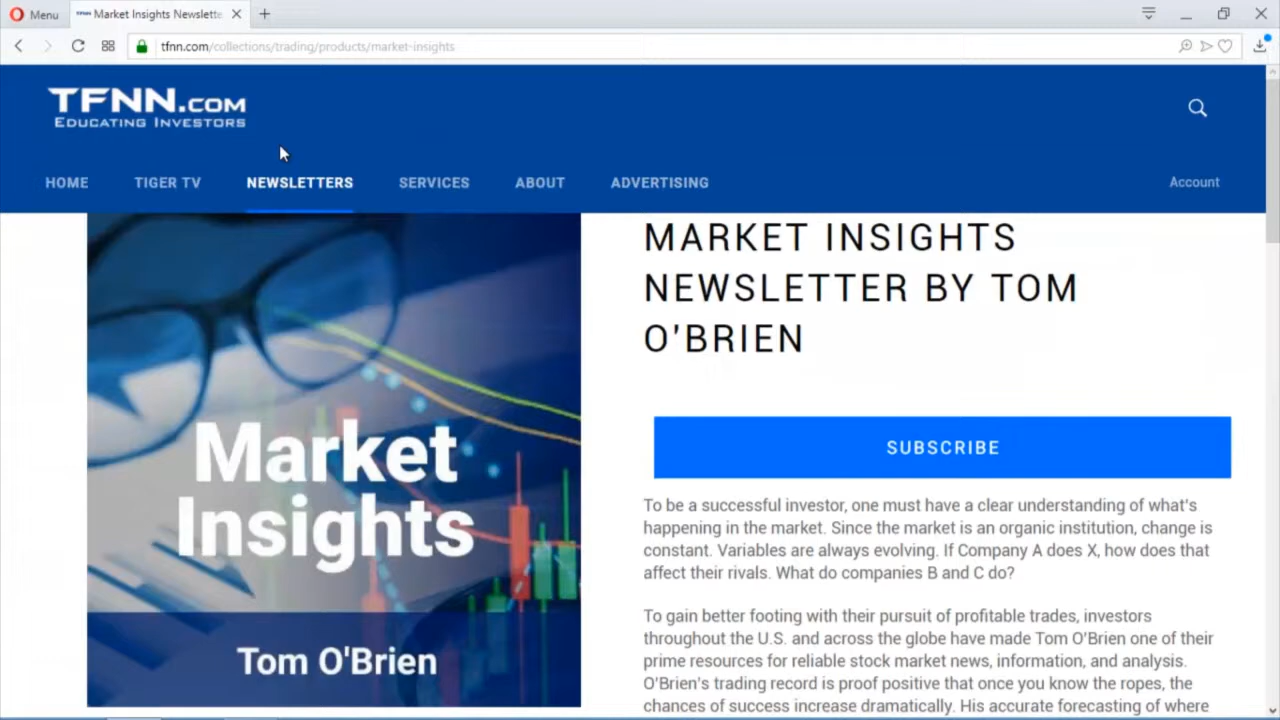 Menu
Market Insights Newslette
tfnn.com/collections/trading/products/market-insights
TFNN.COM
EDUCATING INVESTORS
HOME
TIGER TV
NEWSLETTERS
SERVICES
ABOUT
ADVERTISING
Account
Market
Insights
Tom O'Brien
MARKET INSIGHTS
NEWSLETTER BY TOM
O'BRIEN
SUBSCRIBE
To be a successful investor, one must have a clear understanding of what's
happening in the market. Since the market is an organic institution, change is
constant. Variables are always evolving. If Company A does X, how does that
affect their rivals. What do companies B and C do?
To gain better footing with their pursuit of profitable trades, investors
throughout the U.S. and across the globe have made Tom O'Brien one of their
prime resources for reliable stock market news, information, and analysis.
O'Brien's trading record is proof positive that once you know the ropes, the
chances of success increase dramatically. His accurate forecasting of where